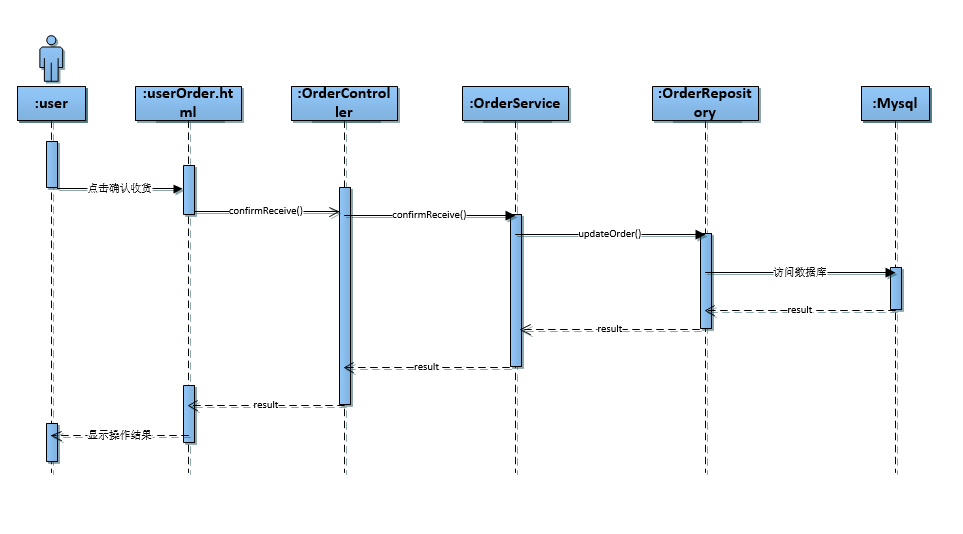 :user
:userOrder.ht
ml
:OrderControl
ler
:OrderService
:OrderReposit
ory
:Mysql
点击确认收货
confirmReceive()
confirmReceive()
updateOrder()
访问数据库
result
result
result
result
显示操作结果